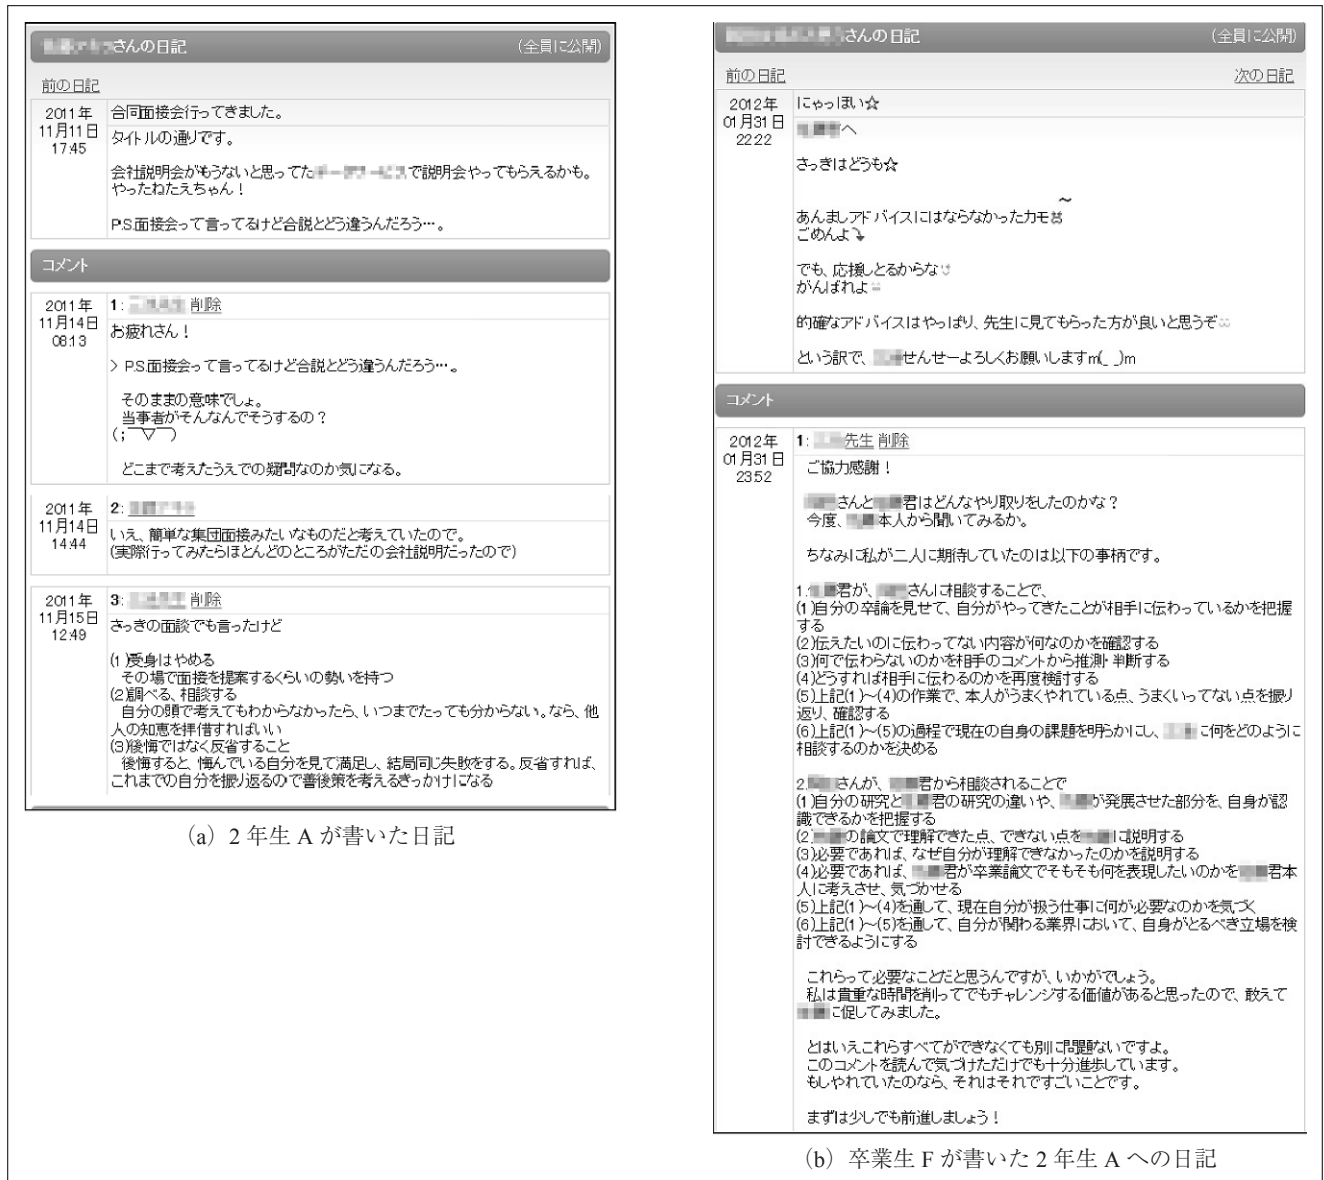 さんの日記 (全員に公開)
前の日記
2011年
11月11日
17:45
合同面接会行ってきました。
タイトルの通りです。
会社説明会がもうないと思ってた で説明会やってもらえるかも。
やったねたえちゃん！
P.S.面接会って言ってるけど合説とどう違うんだろう…。
コメント
2011年
11月14日
08:13
1: 削除
お疲れさん！
> P.S.面接会って言ってるけど合説とどう違うんだろう…。
そのままの意味でしょ。
当事者がそんなんでそうするの？
(;￣▽￣)
どこまで考えたうえでの疑問なのか気になる。
2011年
11月14日
14:44
2:
いえ、簡単な集団面接みたいなものだと考えていたので。
(実際行ってみたらほとんどのところがただの会社説明だったので)
2011年
11月15日
12:49
3: 削除
さっきの面談でも言ったけど
(1)受身はやめる
その場で面接を提案するくらいの勢いを持つ
(2)調べる、相談する
自分の頭で考えてもわからなかったら、いつまでたっても分からない。なら、他
人の知恵を拝借すればいい
(3)後悔ではなく反省すること
後悔すると、悔んでいる自分を見て満足し、結局同じ失敗をする。反省すれば、
これまでの自分を振り返るので善後策を考えるきっかけになる
(a) 2年生Aが書いた日記
さんの日記 (全員に公開)
前の日記 次の日記
2012年
01月31日
22:22
にゃっほい☆
へ
さっきはどうも☆
あんましアドバイスにはならなかったカモ
ごめんよ
でも、応援しとるからな
がんばれよ
的確なアドバイスはやっぱり、先生に見てもらった方が良いと思うぞ
という訳で、 せんせーよろしくお願いしますm(_ _)m
コメント
2012年
01月31日
23:52
1: 先生 削除
ご協力感謝！
さんと 君はどんなやり取りをしたのかな？
今度、 本人から聞いてみるか。
ちなみに私が二人に期待していたのは以下の事柄です。
1. 君が、 さんに相談することで、
(1)自分の卒論を見せて、自分がやってきたことが相手に伝わっているかを把握
する
(2)伝えたいのに伝わってない内容が何なのかを確認する
(3)何で伝わらないのかを相手のコメントから推測・判断する
(4)どうすれば相手に伝わるのかを再度検討する
(5)上記(1)～(4)の作業で、本人がうまくやれている点、うまくいってない点を振り
返り、確認する
(6)上記(1)～(5)の過程で現在の自身の課題を明らかにし、 に何をどのように
相談するのかを決める
2. さんが、 君から相談されることで
(1)自分の研究と 君の研究の違いや、 が発展させた部分を、自身が認
識できるかを把握する
(2) の論文で理解できた点、できない点を に説明する
(3)必要であれば、なぜ自分が理解できなかったのかを説明する
(4)必要であれば、 君が卒業論文でそもそも何を表現したいのかを 君本
人に考えさせ、気づかせる
(5)上記(1)～(4)を通して、現在自分が扱う仕事に何が必要なのかを気づく
(6)上記(1)～(5)を通して、自分が関わる業界において、自身がとるべき立場を検
討できるようにする
これらって必要なことだと思うんですが、いかがでしょう。
私は貴重な時間を削ってでもチャレンジする価値があると思ったので、敢えて
に促してみました。
とはいえこれらすべてができなくても別に問題ないですよ。
このコメントを読んで気づけただけでも十分進歩しています。
もしやれていたのなら、それはそれですごいことです。
まずは少しでも前進しましょう！
(b) 卒業生Fが書いた2年生Aへの日記